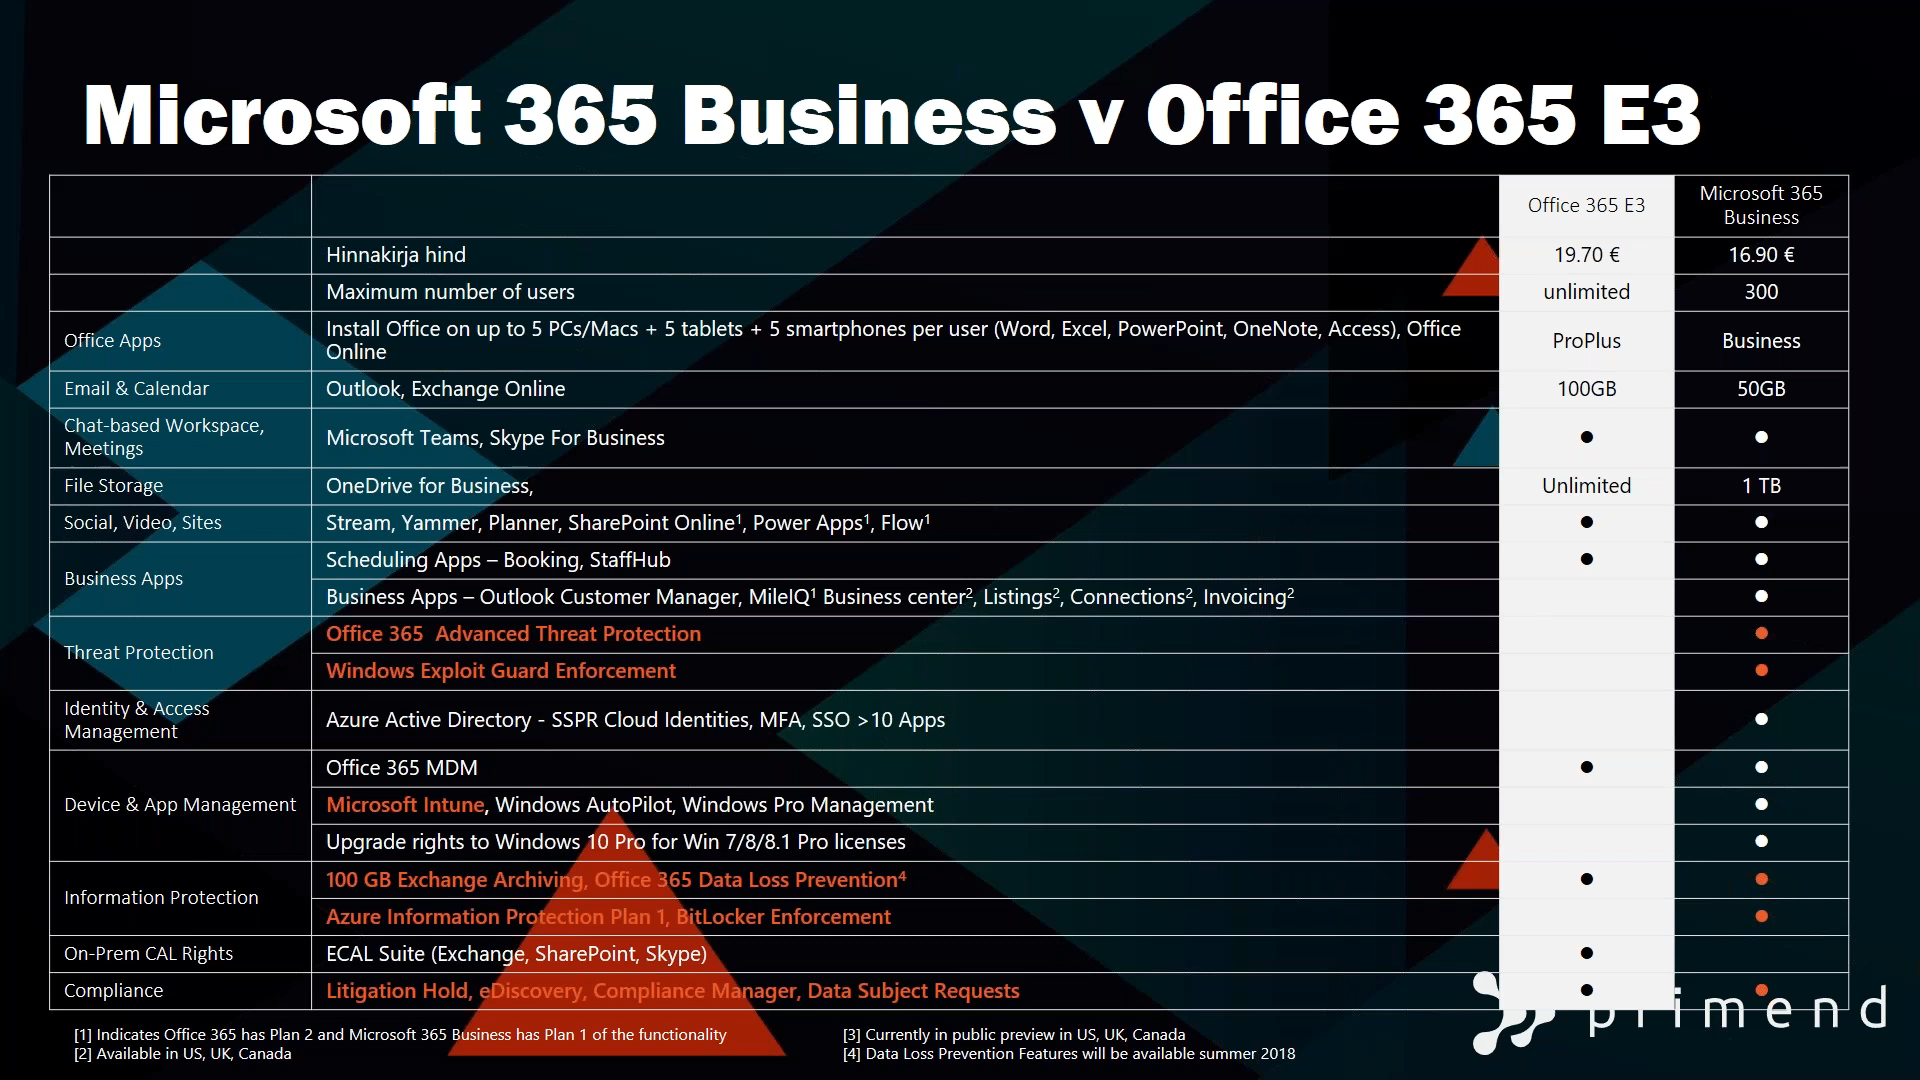 Microsoft 365 Business v Office 365 E3
Office 365 E3
Microsoft 365
Business
Hinnakirja hind
19.70 €
16.90 €
Maximum number of users
unlimited
300
Office Apps
Install Office on up to 5 PCs/Macs + 5 tablets + 5 smartphones per user (Word, Excel, PowerPoint, OneNote, Access), Office
Online
ProPlus
Business
Email & Calendar
Outlook, Exchange Online
100GB
50GB
Chat-based Workspace,
Meetings
Microsoft Teams, Skype For Business
●
●
File Storage
OneDrive for Business,
Unlimited
1 TB
Social, Video, Sites
Stream, Yammer, Planner, SharePoint Online¹, Power Apps¹, Flow¹
●
●
Business Apps
Scheduling Apps – Booking, StaffHub
●
●
Business Apps – Outlook Customer Manager, MileIQ¹ Business center², Listings², Connections², Invoicing²
●
Threat Protection
Office 365  Advanced Threat Protection
●
Windows Exploit Guard Enforcement
●
Identity & Access
Management
Azure Active Directory - SSPR Cloud Identities, MFA, SSO >10 Apps
●
Device & App Management
Office 365 MDM
●
●
Microsoft Intune, Windows AutoPilot, Windows Pro Management
●
Upgrade rights to Windows 10 Pro for Win 7/8/8.1 Pro licenses
●
Information Protection
100 GB Exchange Archiving, Office 365 Data Loss Prevention⁴
●
●
Azure Information Protection Plan 1, BitLocker Enforcement
●
On-Prem CAL Rights
ECAL Suite (Exchange, SharePoint, Skype)
●
Compliance
Litigation Hold, eDiscovery, Compliance Manager, Data Subject Requests
●
●
[1] Indicates Office 365 has Plan 2 and Microsoft 365 Business has Plan 1 of the functionality
[2] Available in US, UK, Canada
[3] Currently in public preview in US, UK, Canada
[4] Data Loss Prevention Features will be available summer 2018
primend